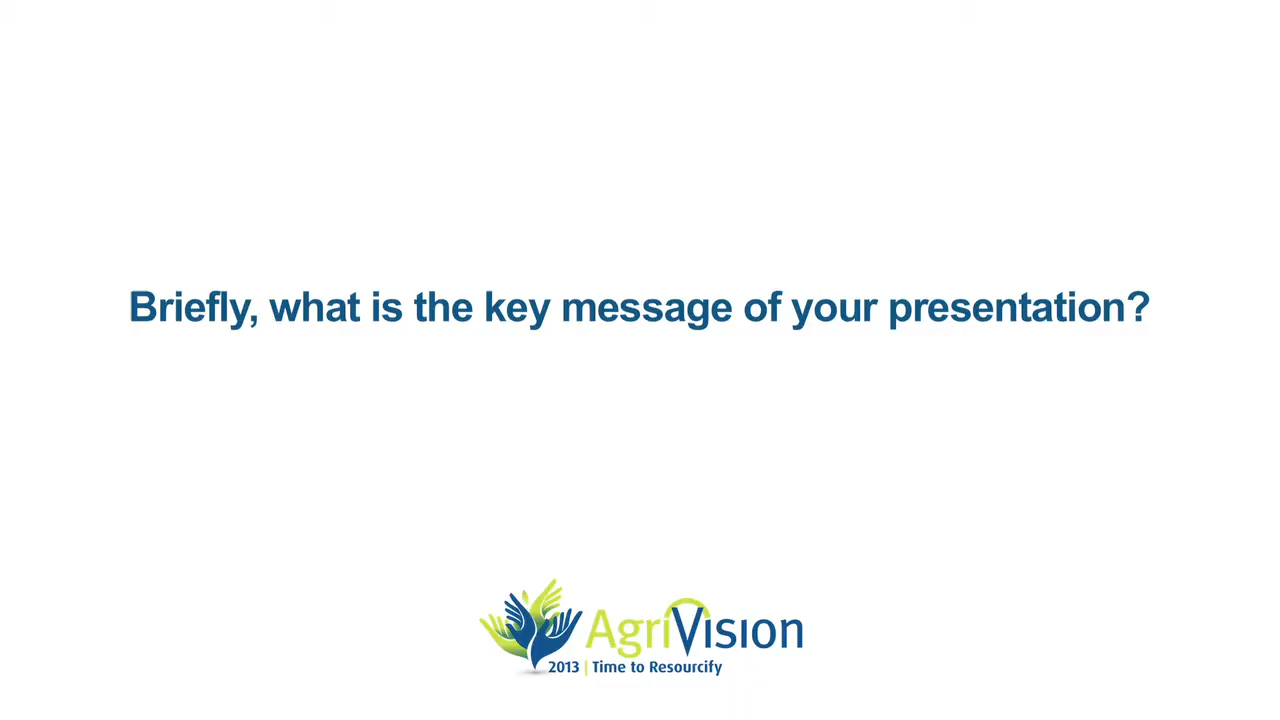 Briefly, what is the key message of your presentation?
AgriVision
2013 | Time to Resourcify